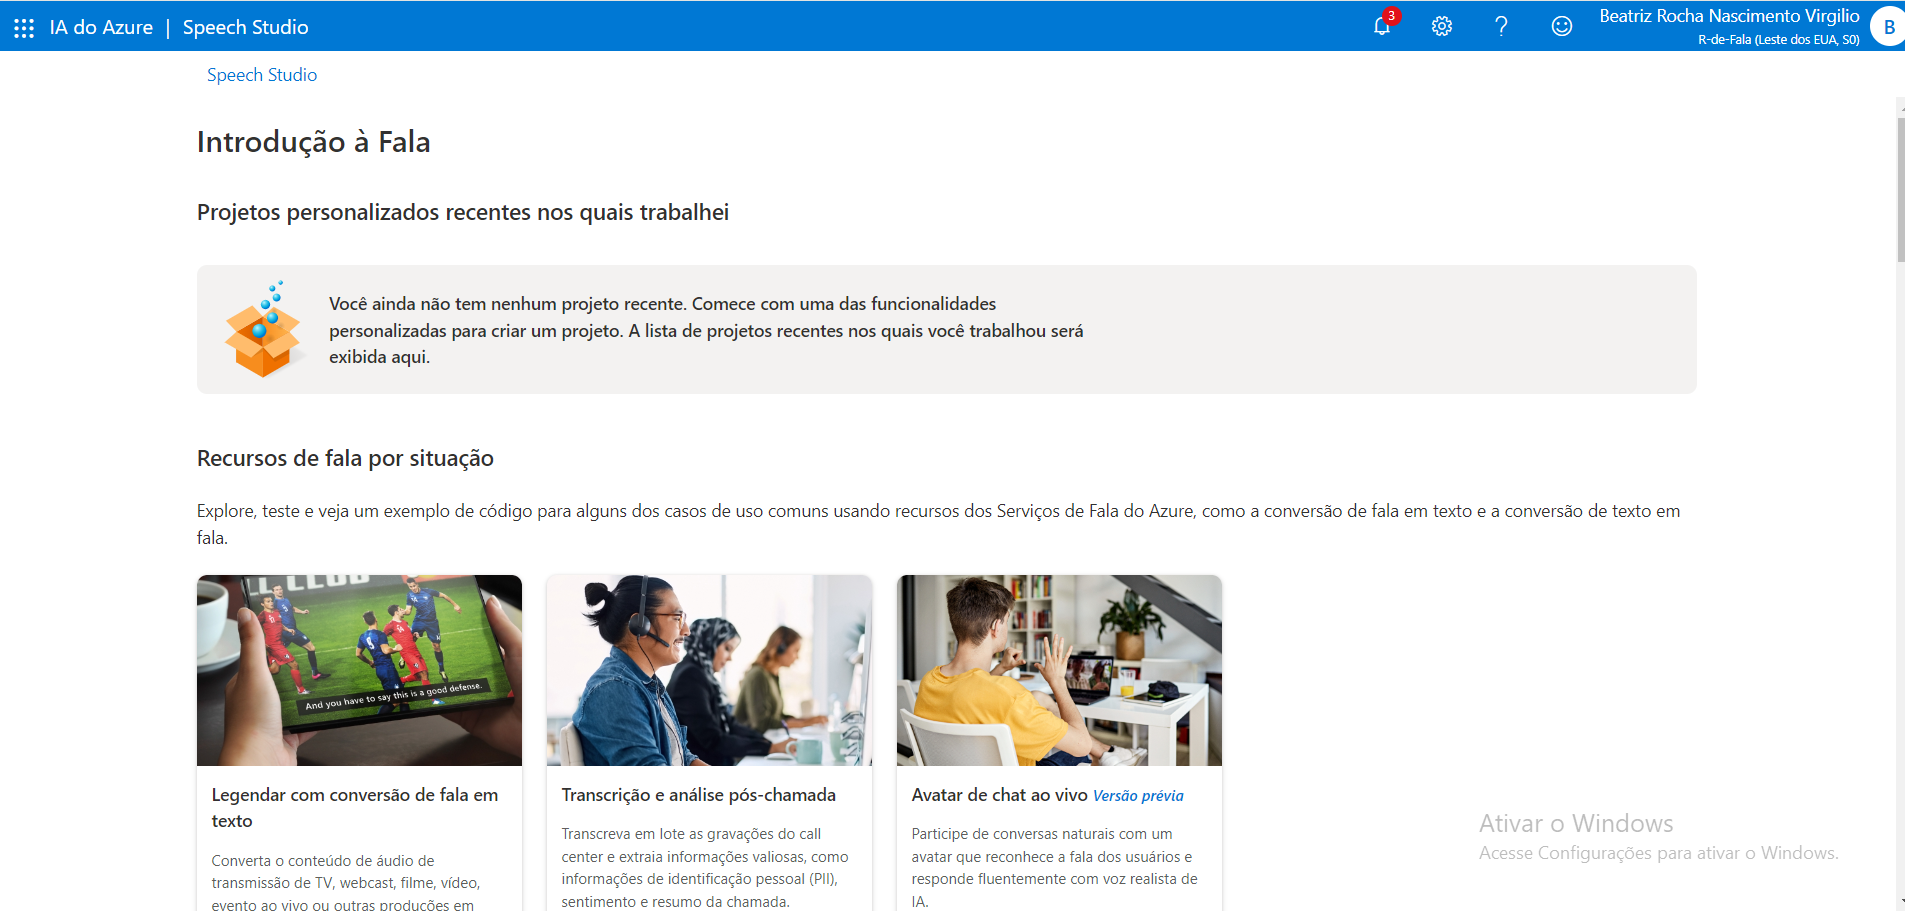 IA do Azure | Speech Studio
3
Beatriz Rocha Nascimento Virgilio
R-de-Fala (Leste dos EUA, S0)
B
Speech Studio
Introdução à Fala
Projetos personalizados recentes nos quais trabalhei
Você ainda não tem nenhum projeto recente. Comece com uma das funcionalidades
personalizadas para criar um projeto. A lista de projetos recentes nos quais você trabalhou será
exibida aqui.
Recursos de fala por situação
Explore, teste e veja um exemplo de código para alguns dos casos de uso comuns usando recursos dos Serviços de Fala do Azure, como a conversão de fala em texto e a conversão de texto em
fala.
And you have to say this is a good defense.
Legendar com conversão de fala em
texto
Converta o conteúdo de áudio de
transmissão de TV, webcast, filme, vídeo,
evento ao vivo ou outras produções em
Transcrição e análise pós-chamada
Transcreva em lote as gravações do call
center e extraia informações valiosas, como
informações de identificação pessoal (PII),
sentimento e resumo da chamada.
Avatar de chat ao vivo Versão prévia
Participe de conversas naturais com um
avatar que reconhece a fala dos usuários e
responde fluentemente com voz realista de
IA.
Ativar o Windows
Acesse Configurações para ativar o Windows.